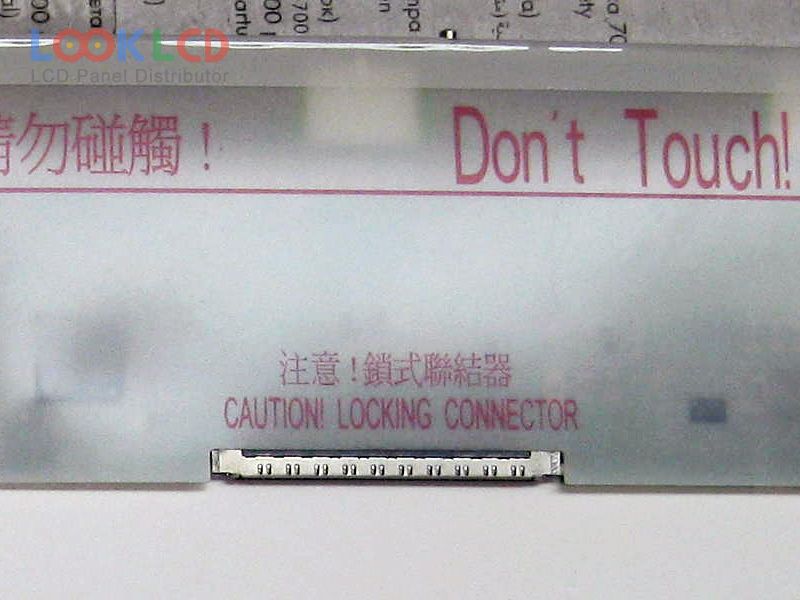 LOOKLCD
LCD Panel Distributor
請勿碰觸！ Don't Touch!
注意！鎖式聯結器
CAUTION! LOCKING CONNECTOR